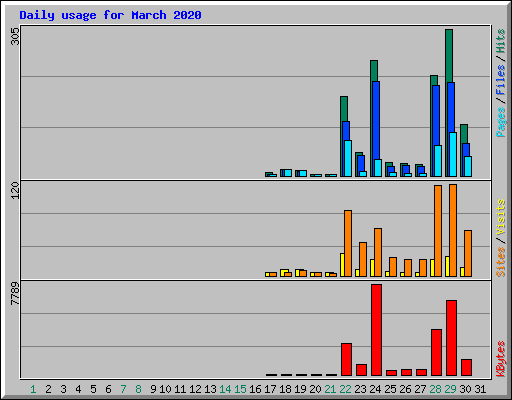 Daily usage for March 2020
305
Pages / Files / Hits
120
Sites / Visits
7789
KBytes
1 2 3 4 5 6 7 8 9 10 11 12 13 14 15 16 17 18 19 20 21 22 23 24 25 26 27 28 29 30 31